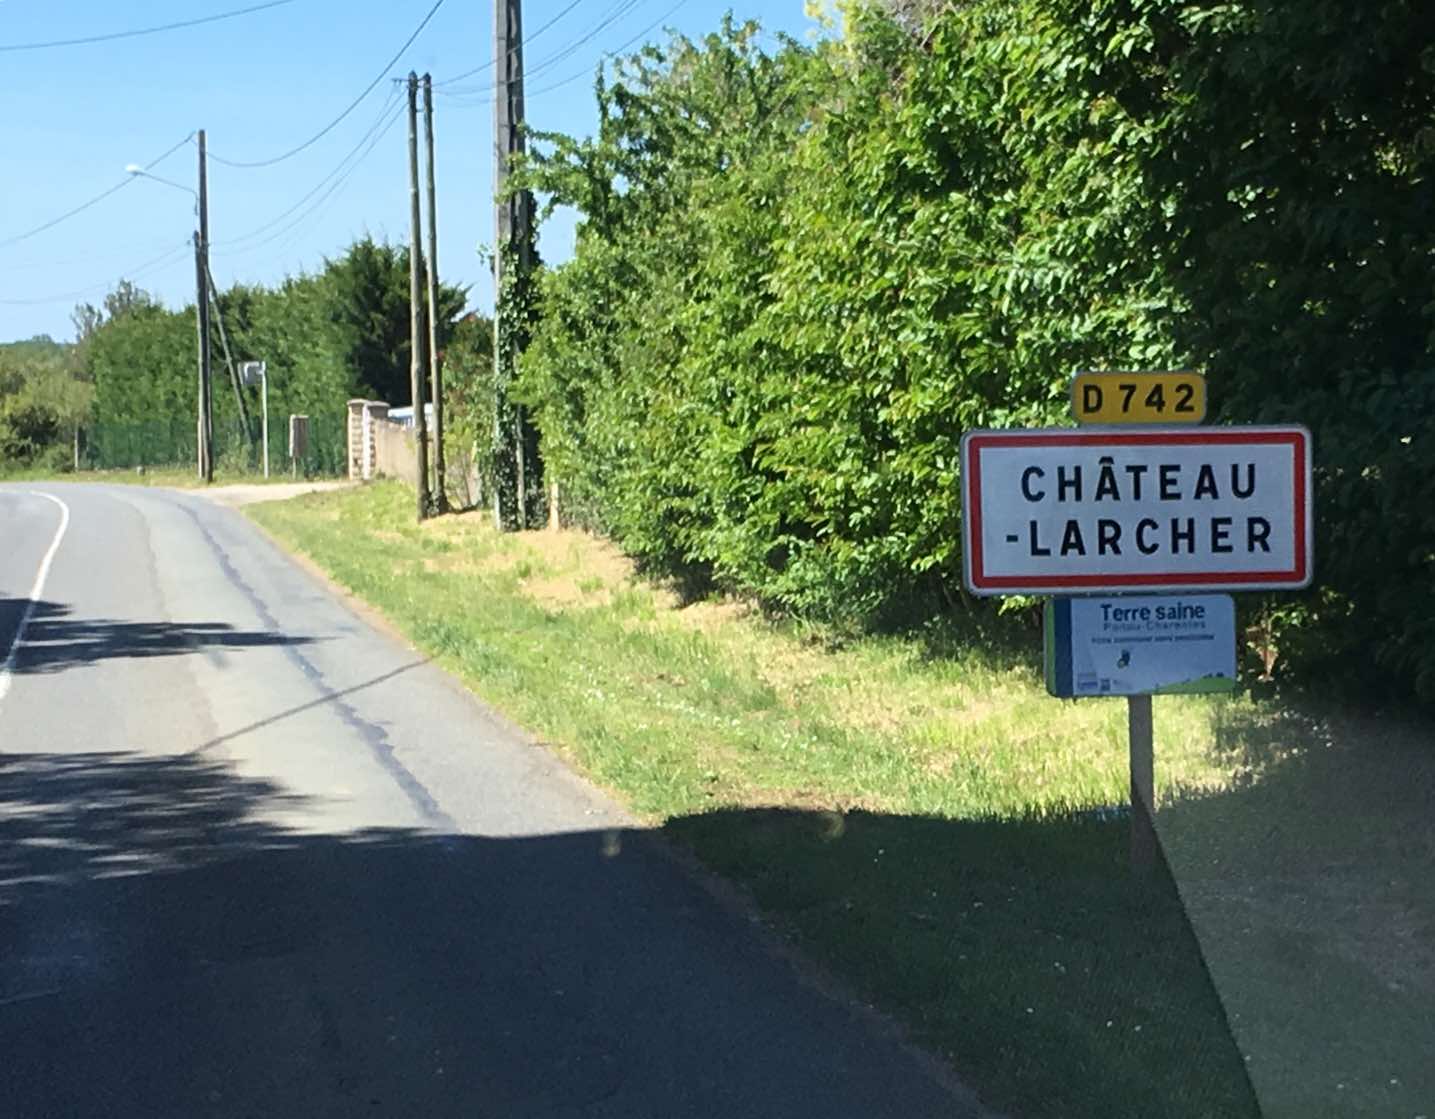 D 742
CHÂTEAU
-LARCHER
Terre saine
Poitou-Charentes